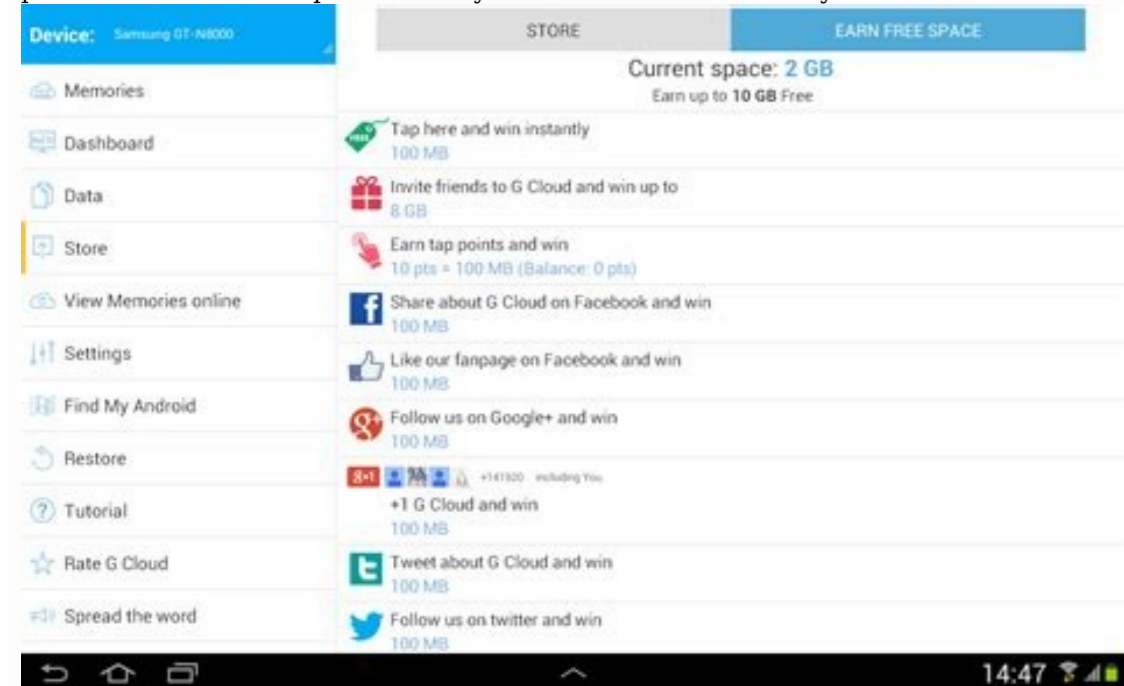 Device: Samsung GT-N8000
Memories
Dashboard
Data
Store
View Memories online
Settings
Find My Android
Restore
Tutorial
Rate G Cloud
Spread the word
STORE
EARN FREE SPACE
Current space: 2 GB
Earn up to 10 GB Free
FREE
Tap here and win instantly
100 MB
Invite friends to G Cloud and win up to
8 GB
Earn tap points and win
10 pts = 100 MB (Balance: 0 pts)
Share about G Cloud on Facebook and win
100 MB
Like our fanpage on Facebook and win
100 MB
Follow us on Google+ and win
100 MB
+141920 including You
+1 G Cloud and win
100 MB
Tweet about G Cloud and win
100 MB
Follow us on twitter and win
100 MB
14:47